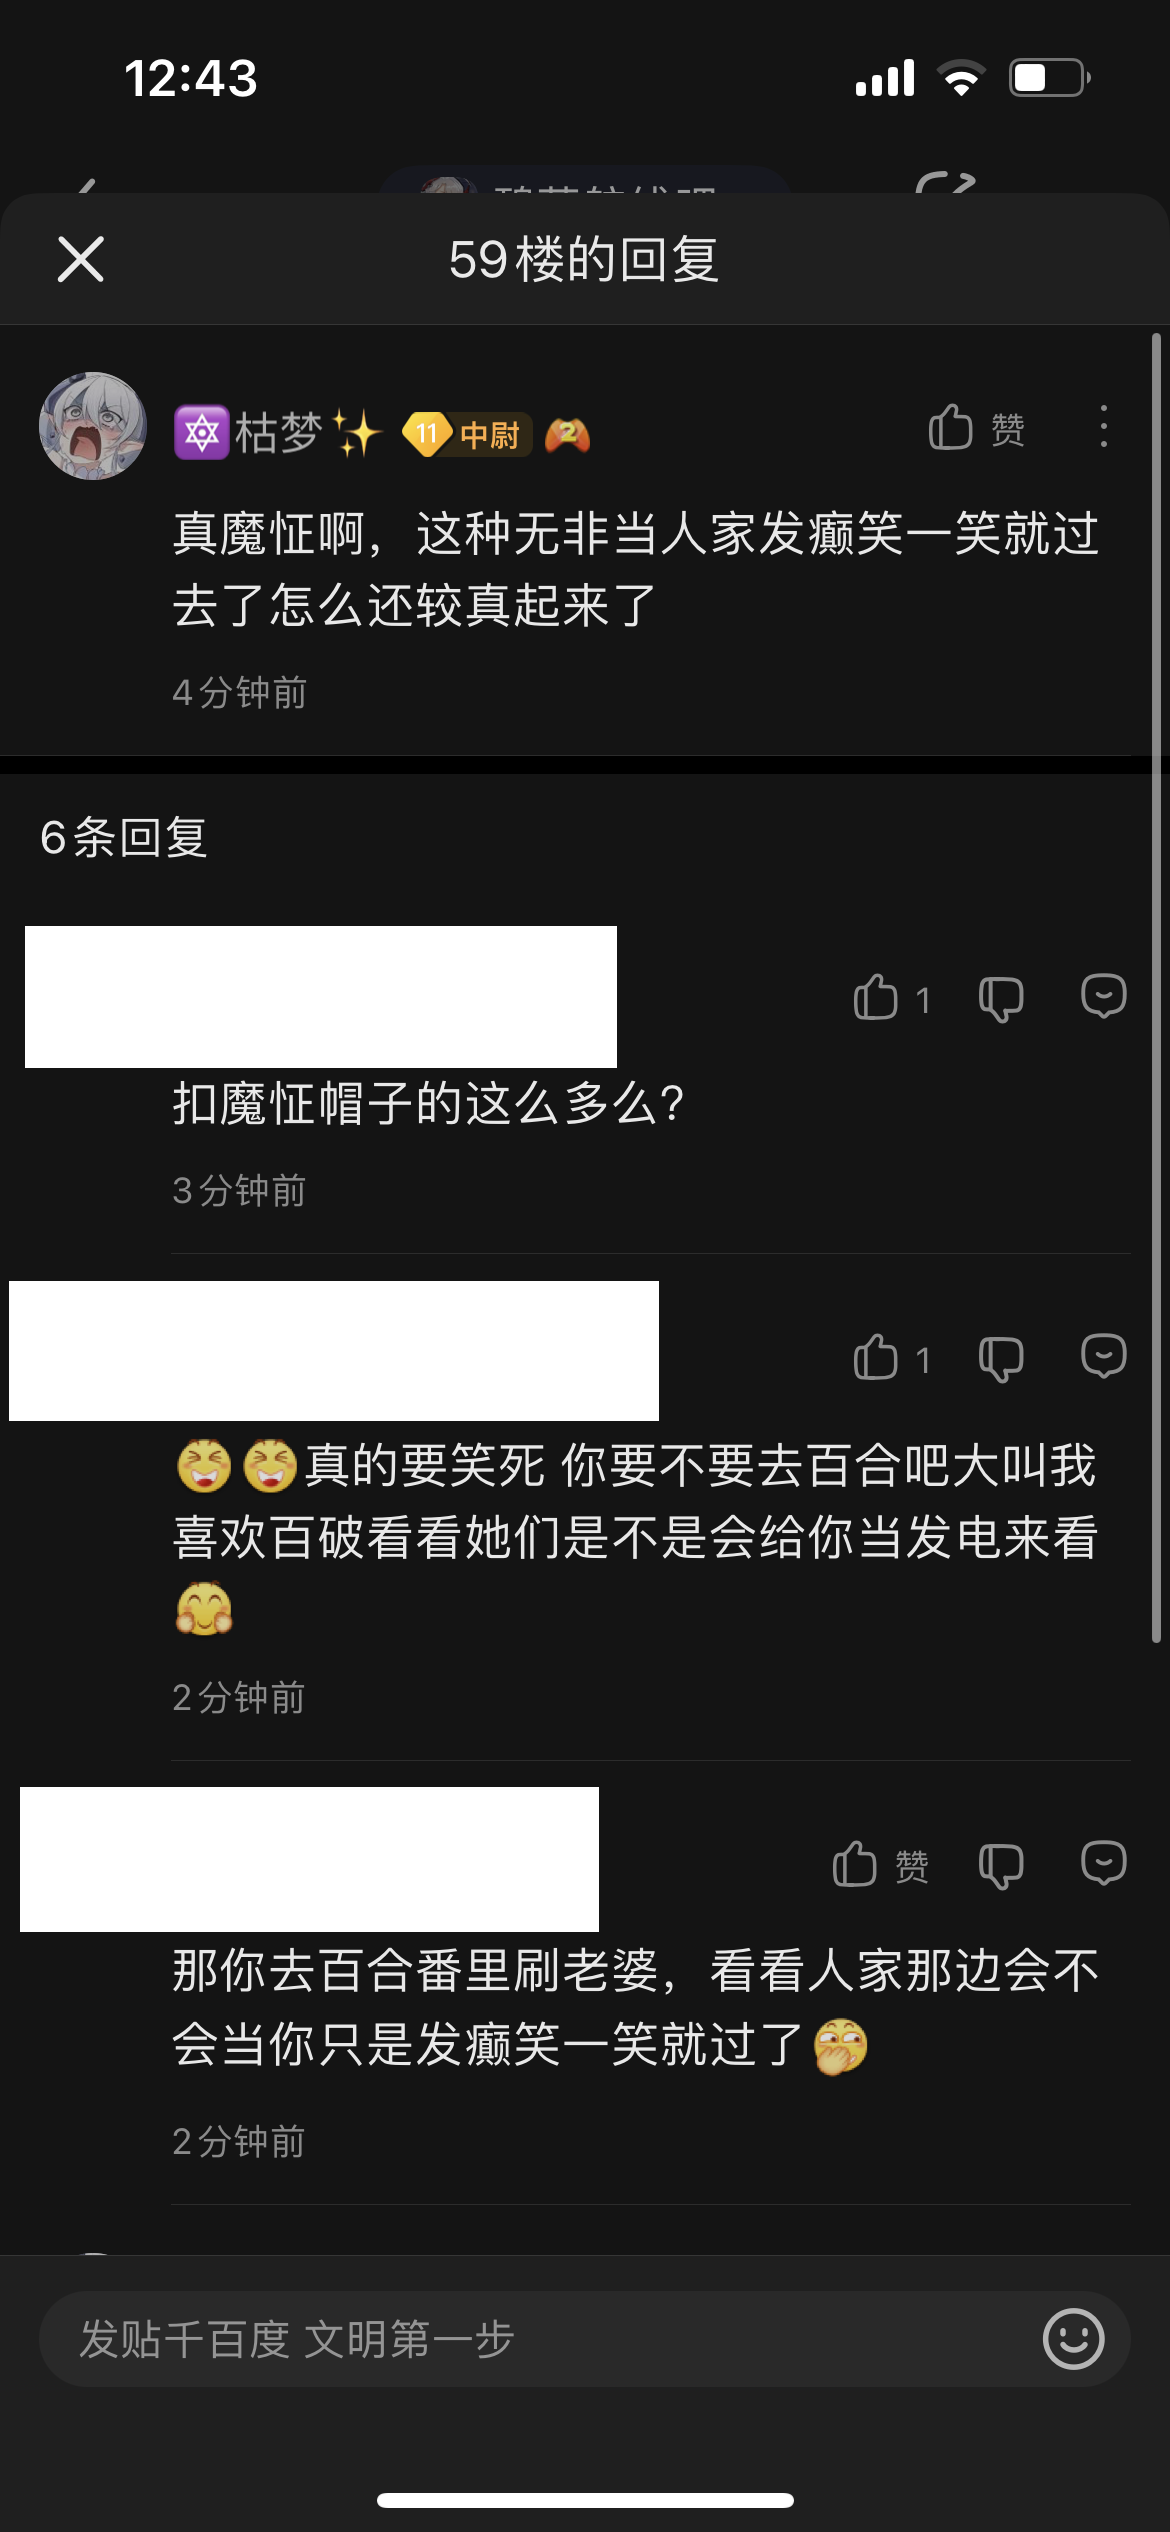 12:43
59楼的回复
枯梦✨ 11 中尉 2
赞
真魔怔啊，这种无非当人家发癫笑一笑就过
去了怎么还较真起来了
4分钟前
6条回复
1
扣魔怔帽子的这么多么?
3分钟前
1
真的要笑死 你要不要去百合吧大叫我
喜欢百破看看她们是不是会给你当发电来看
2分钟前
赞
那你去百合番里刷老婆，看看人家那边会不
会当你只是发癫笑一笑就过了
2分钟前
发贴千百度 文明第一步